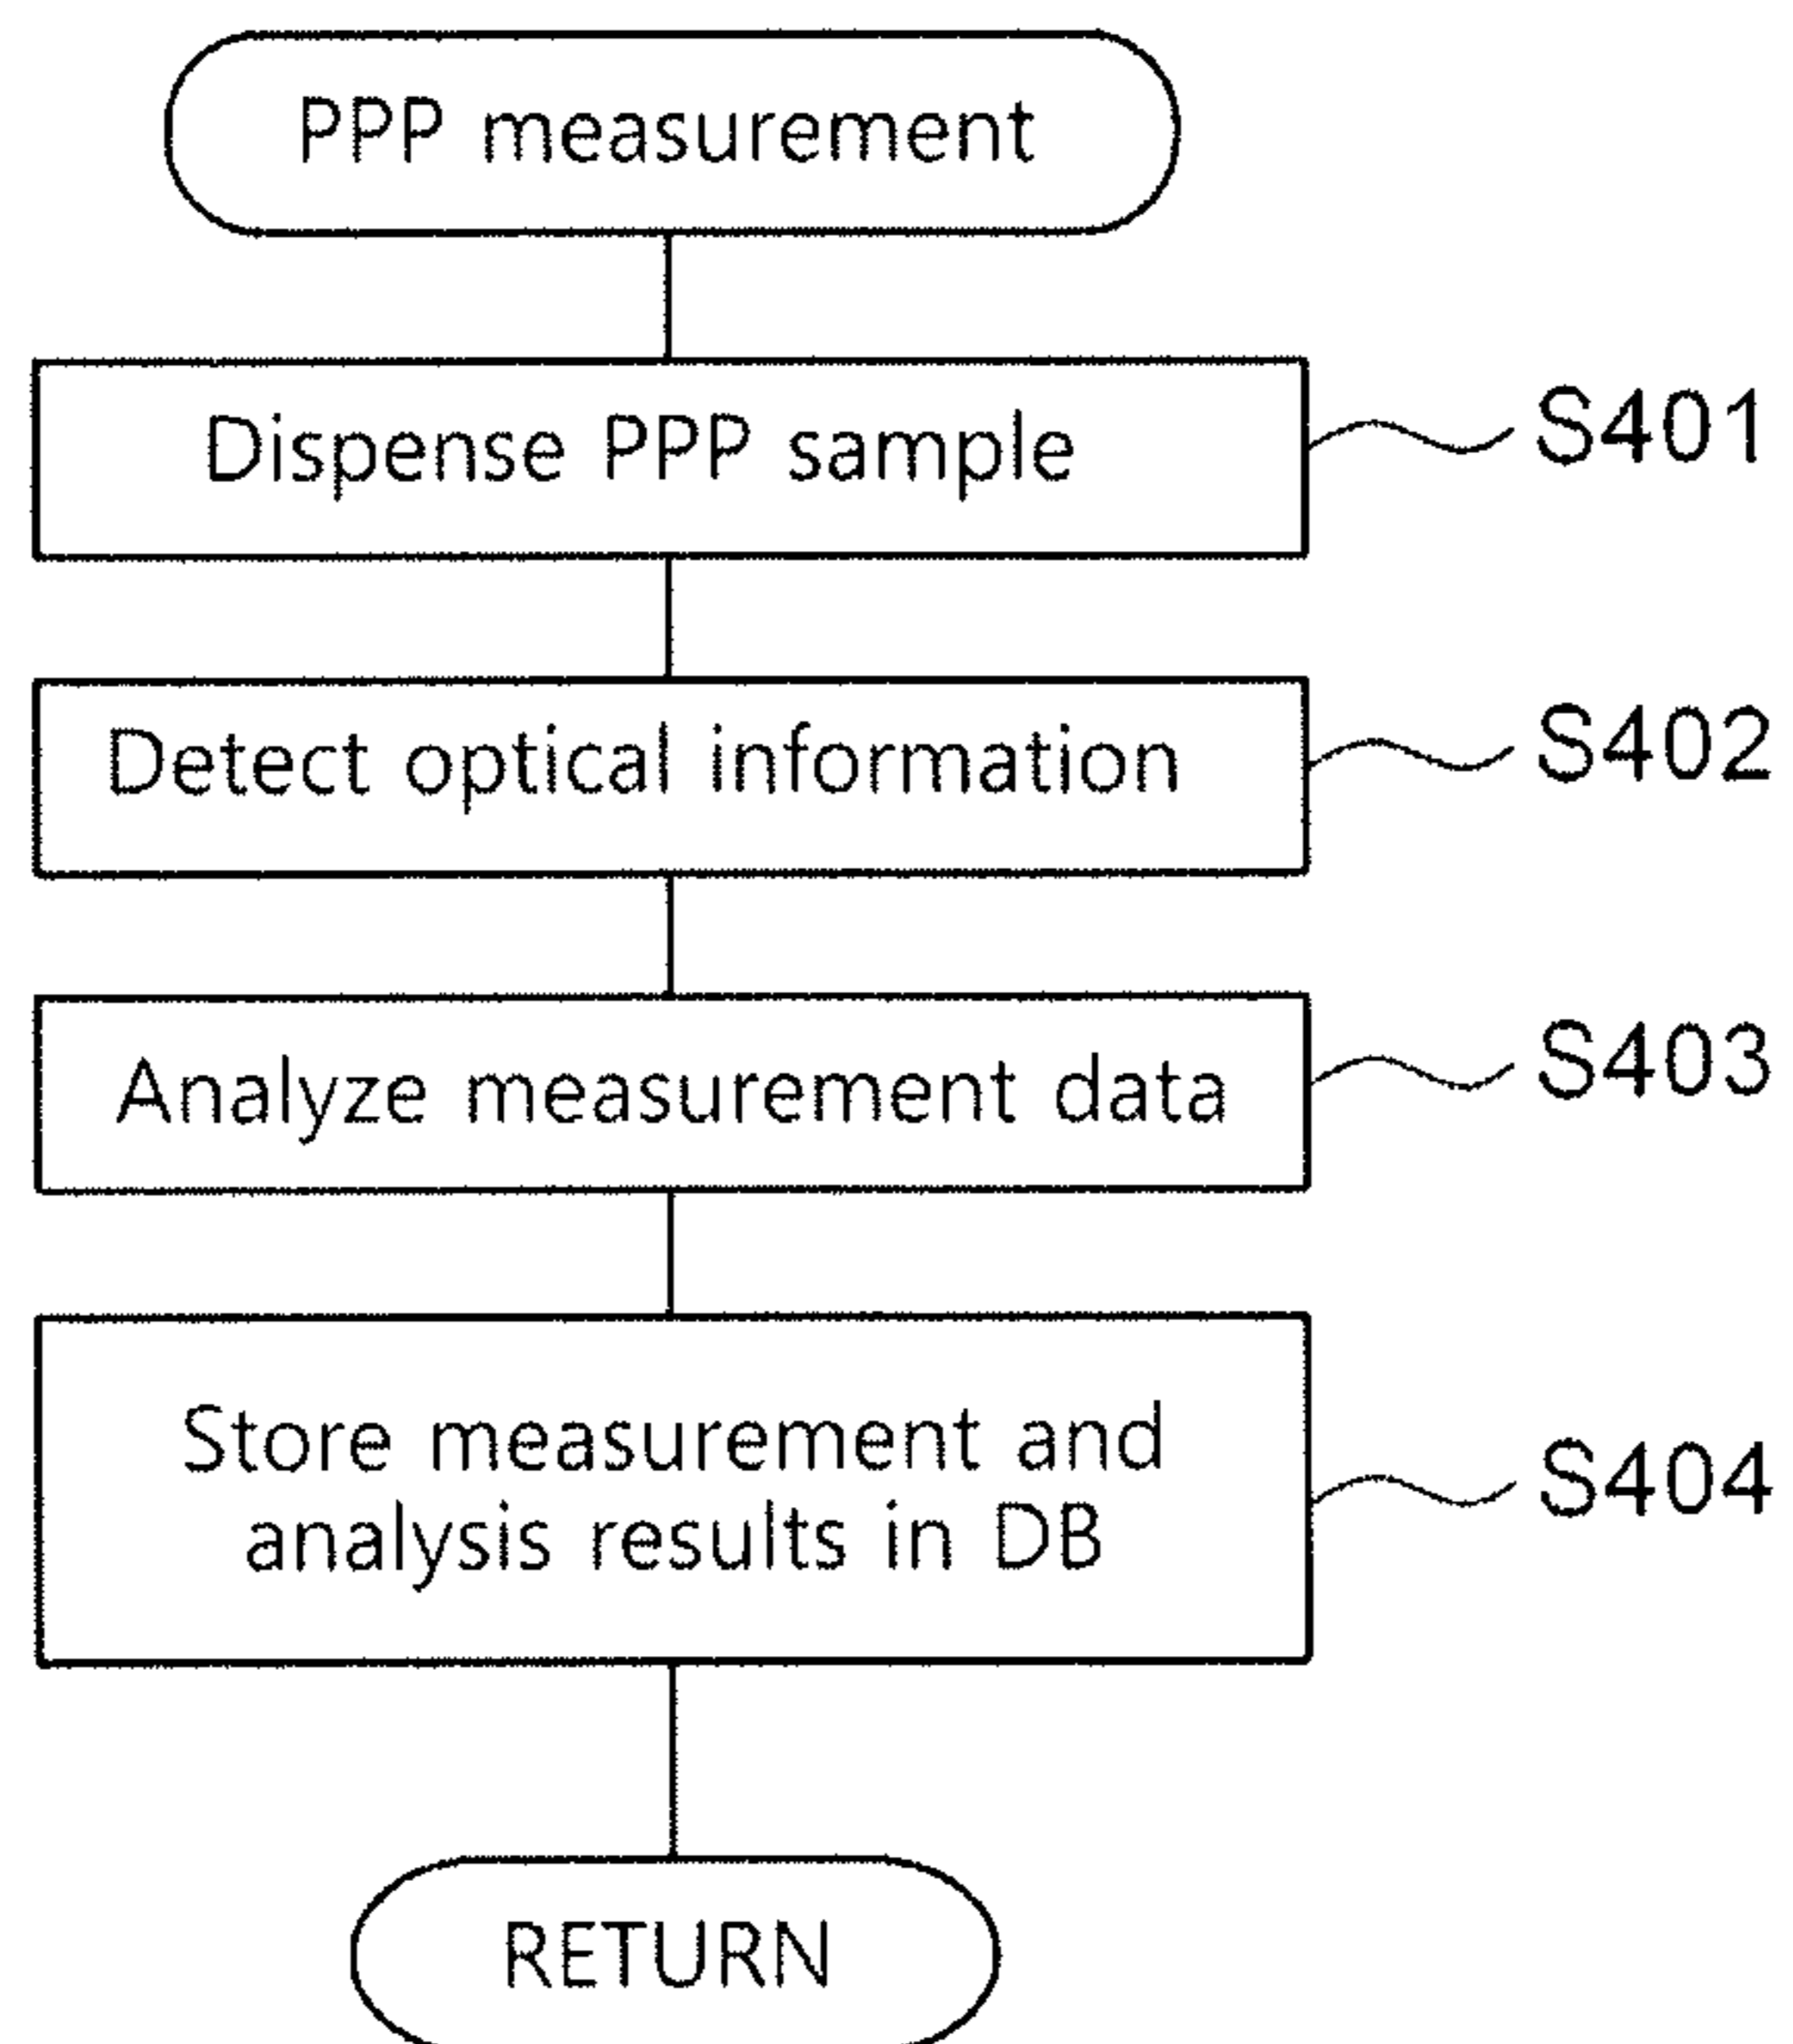 PPP measurement
Dispense PPP sample
S401
Detect optical information
S402
Analyze measurement data
S403
Store measurement and
analysis results in DB
S404
RETURN